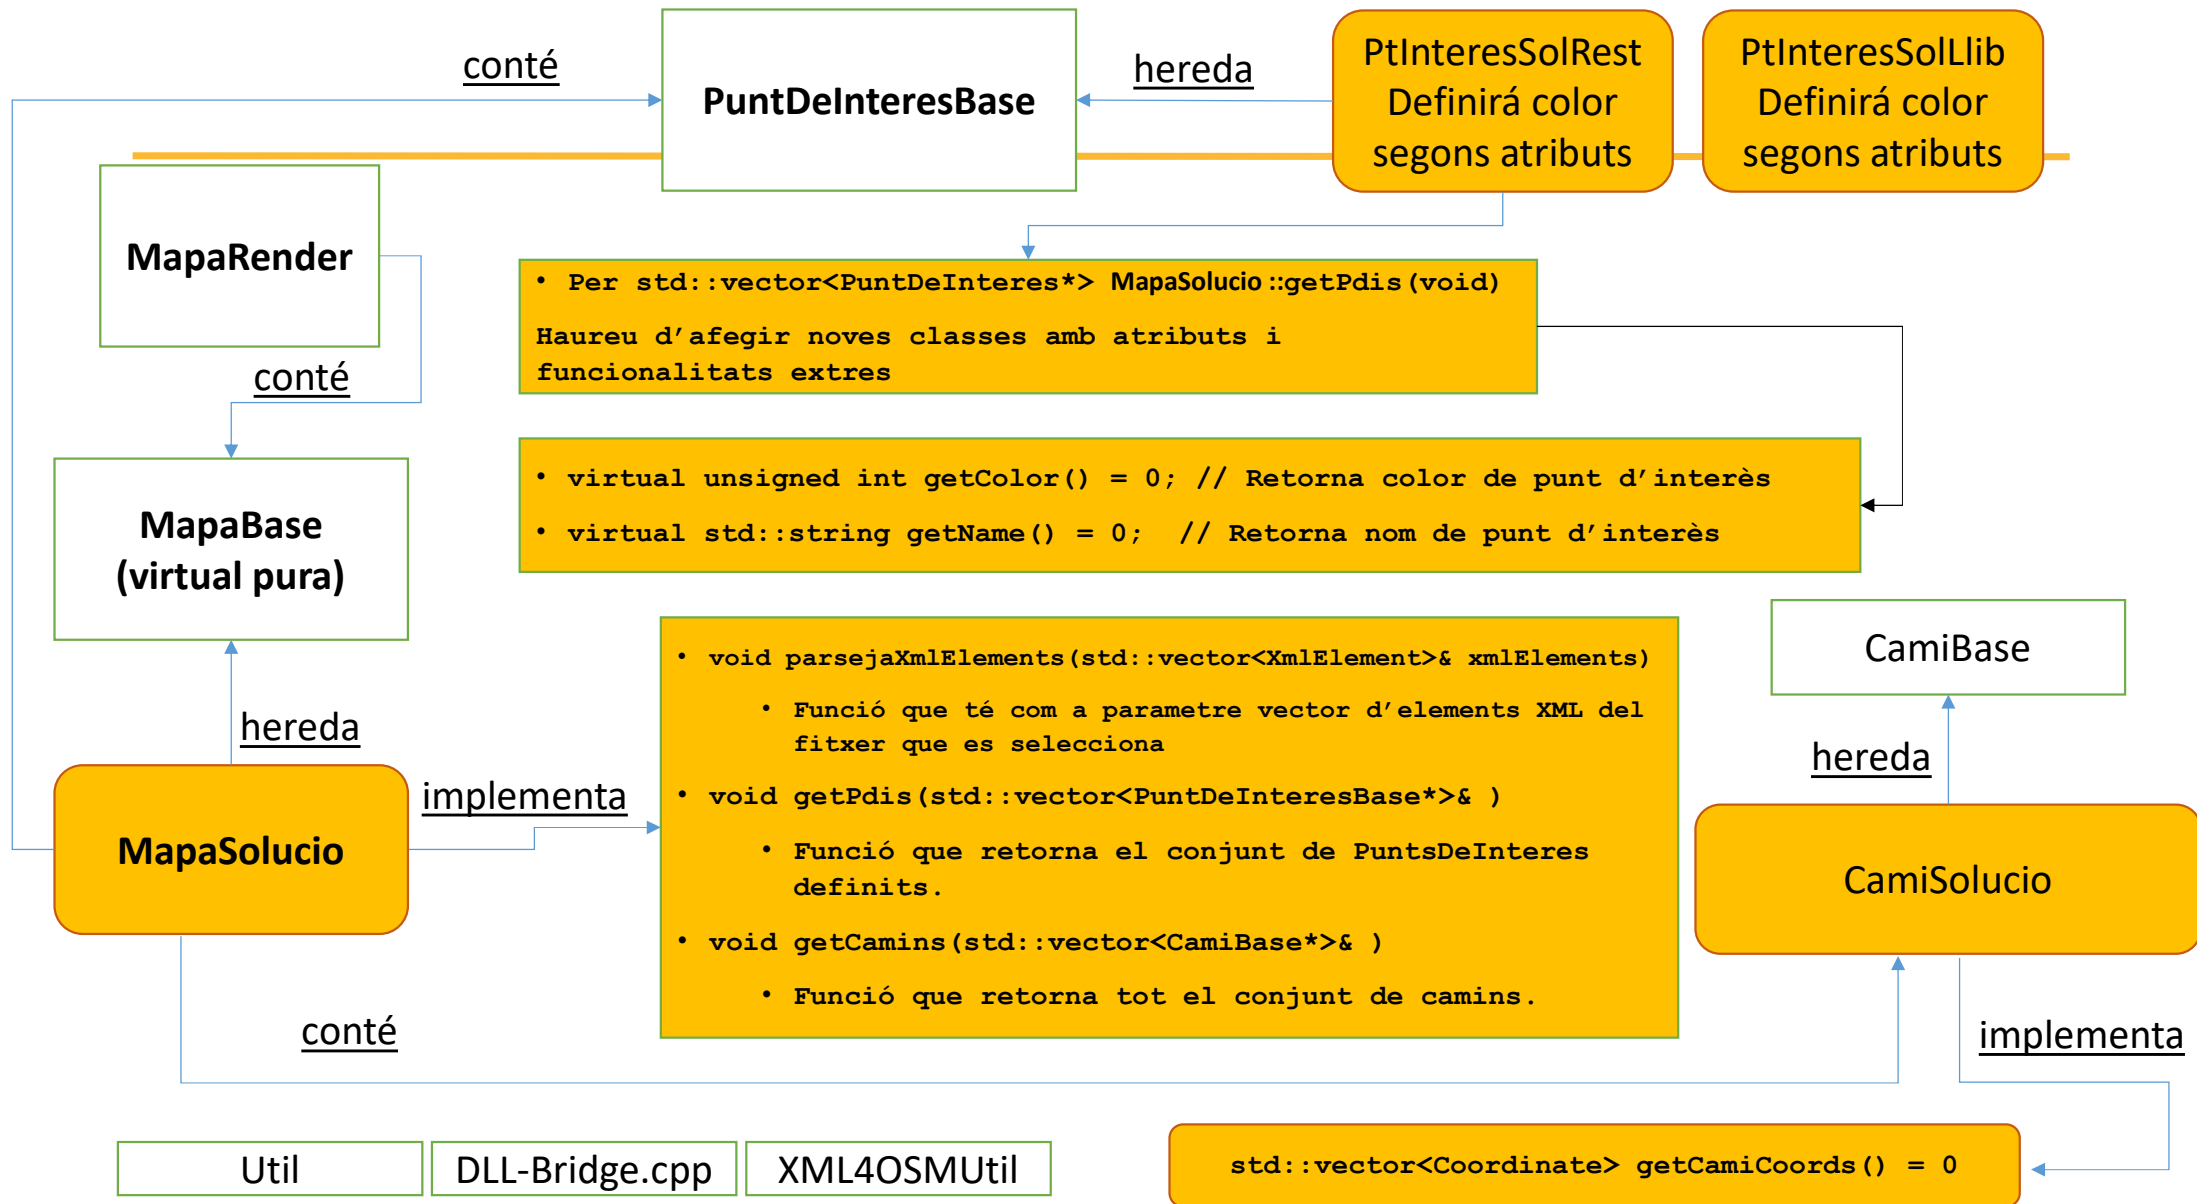 conté
PuntDeInteresBase
hereda
PtInteresSolRest
Definirá color
segons atributs
PtInteresSolLlib
Definirá color
segons atributs
MapaRender
• Per std::vector<PuntDeInteres*> MapaSolucio ::getPdis(void)
Haureu d’afegir noves classes amb atributs i
funcionalitats extres
conté
• virtual unsigned int getColor() = 0; // Retorna color de punt d’interès
• virtual std::string getName() = 0;  // Retorna nom de punt d’interès
MapaBase
(virtual pura)
CamiBase
• void parsejaXmlElements(std::vector<XmlElement>& xmlElements)
• Funció que té com a parametre vector d’elements XML del
fitxer que es selecciona
• void getPdis(std::vector<PuntDeInteresBase*>& )
• Funció que retorna el conjunt de PuntsDeInteres
definits.
• void getCamins(std::vector<CamiBase*>& )
• Funció que retorna tot el conjunt de camins.
hereda
hereda
implementa
MapaSolucio
CamiSolucio
conté
implementa
Util
DLL-Bridge.cpp
XML4OSMUtil
std::vector<Coordinate> getCamiCoords() = 0